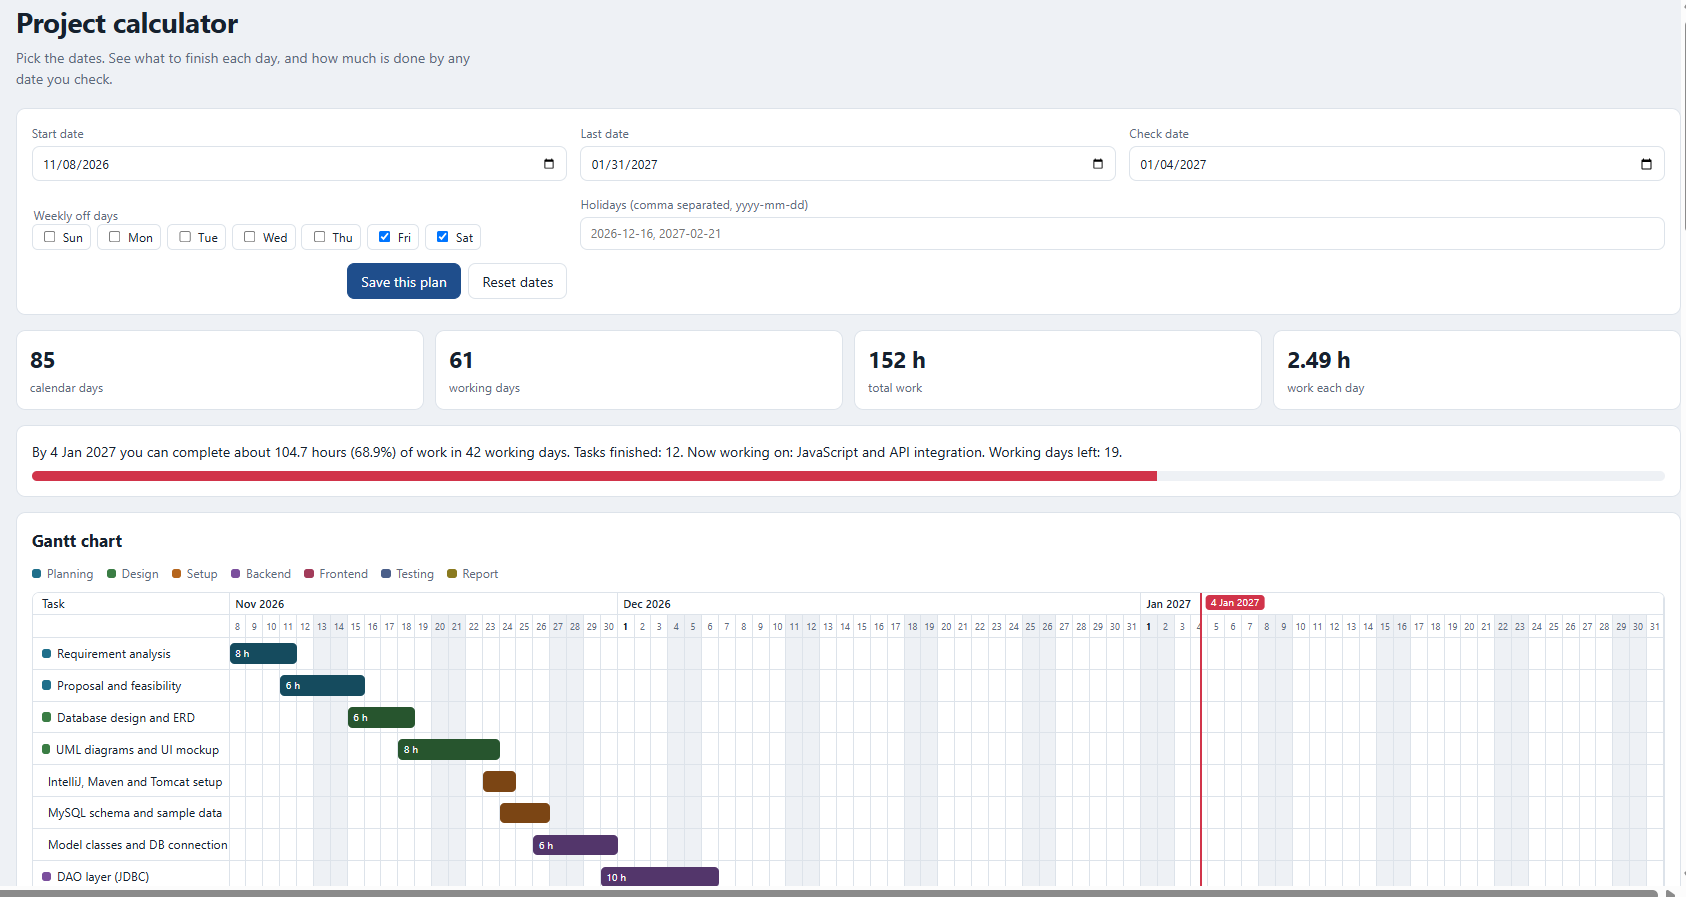 Project calculator
Pick the dates. See what to finish each day, and how much is done by any
date you check.
Start date
Last date
Check date
11/08/2026
01/31/2027
01/04/2027
Weekly off days
Holidays (comma separated, yyyy-mm-dd)
Sun Mon Tue Wed Thu Fri Sat
2026-12-16, 2027-02-21
Save this plan
Reset dates
85
calendar days
61
working days
152 h
total work
2.49 h
work each day
By 4 Jan 2027 you can complete about 104.7 hours (68.9%) of work in 42 working days. Tasks finished: 12. Now working on: JavaScript and API integration. Working days left: 19.
Gantt chart
Planning Design Setup Backend Frontend Testing Report
Task Nov 2026 Dec 2026 Jan 2027 4 Jan 2027
8 9 10 11 12 13 14 15 16 17 18 19 20 21 22 23 24 25 26 27 28 29 30 1 2 3 4 5 6 7 8 9 10 11 12 13 14 15 16 17 18 19 20 21 22 23 24 25 26 27 28 29 30 31 1 2 3 4 5 6 7 8 9 10 11 12 13 14 15 16 17 18 19 20 21 22 23 24 25 26 27 28 29 30 31
Requirement analysis 8 h
Proposal and feasibility 6 h
Database design and ERD 6 h
UML diagrams and UI mockup 8 h
IntelliJ, Maven and Tomcat setup
MySQL schema and sample data
Model classes and DB connection 6 h
DAO layer (JDBC) 10 h